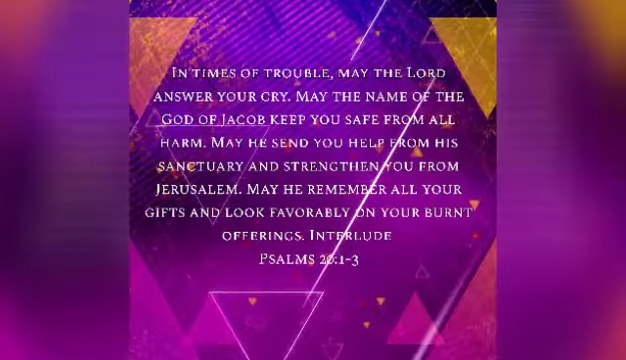 In times of trouble, may the Lord
answer your cry. May the name of the
God of Jacob keep you safe from all
harm. May he send you help from his
sanctuary and strengthen you from
Jerusalem. May he remember all your
gifts and look favorably on your burnt
offerings. Interlude
Psalms 20:1-3